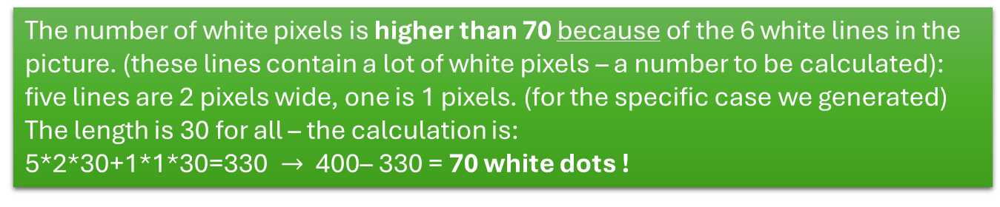 The number of white pixels is higher than 70 because of the 6 white lines in the
picture. (these lines contain a lot of white pixels – a number to be calculated):
five lines are 2 pixels wide, one is 1 pixels. (for the specific case we generated)
The length is 30 for all – the calculation is:
5*2*30+1*1*30=330 → 400– 330 = 70 white dots !